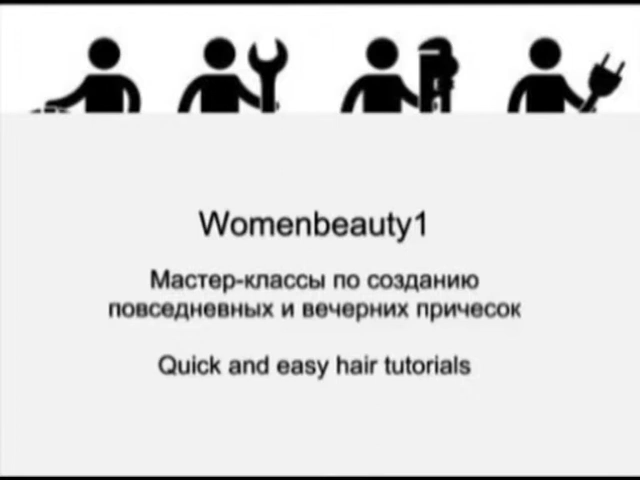 Womenbeauty1
Мастер-классы по созданию
повседневных и вечерних причесок
Quick and easy hair tutorials